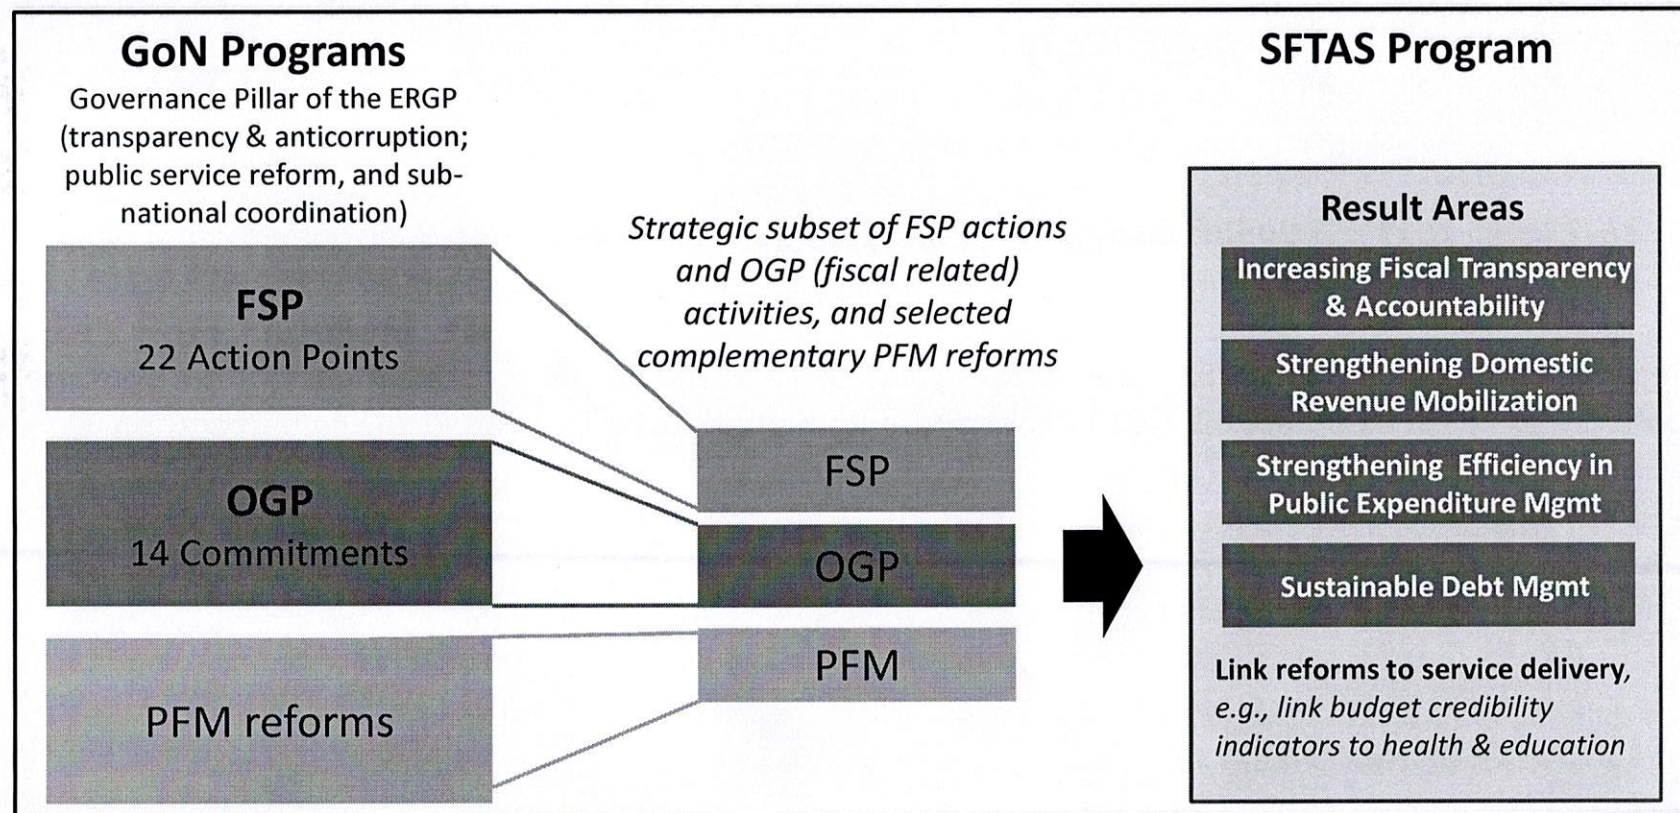 GoN Programs
Governance Pillar of the ERGP
(transparency & anticorruption;
public service reform, and sub-
national coordination)
FSP
22 Action Points
OGP
14 Commitments
PFM reforms
Strategic subset of FSP actions
and OGP (fiscal related)
activities, and selected
complementary PFM reforms
FSP
OGP
PFM
SFTAS Program
Result Areas
Increasing Fiscal Transparency
& Accountability
Strengthening Domestic
Revenue Mobilization
Strengthening Efficiency in
Public Expenditure Mgmt
Sustainable Debt Mgmt
Link reforms to service delivery,
e.g., link budget credibility
indicators to health & education